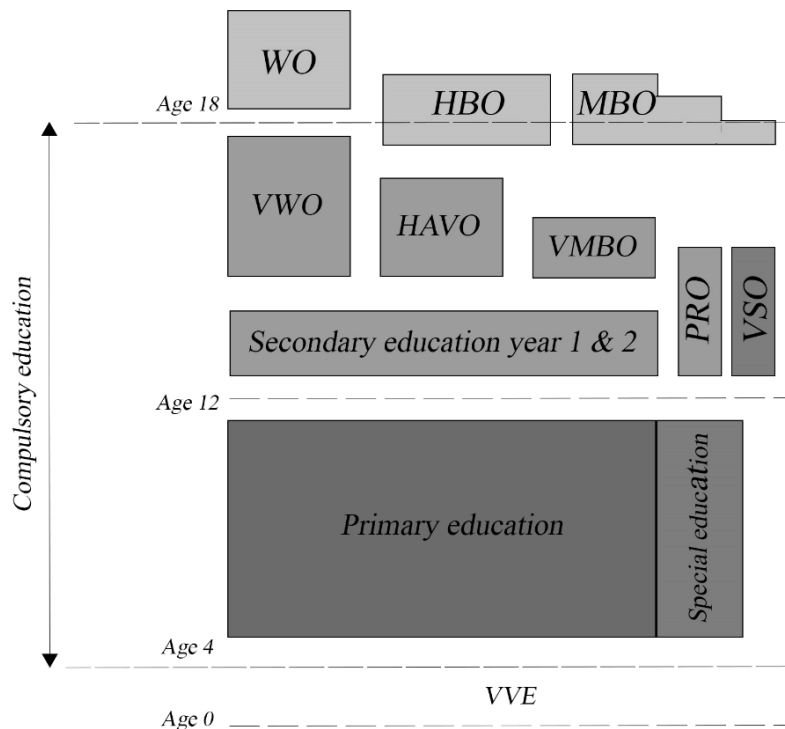 WO
HBO
MBO
Age 18
VWO
HAVO
VMBO
PRO
VSO
Secondary education year 1 & 2
Age 12
Compulsory education
Primary education
Special education
Age 4
VVE
Age 0